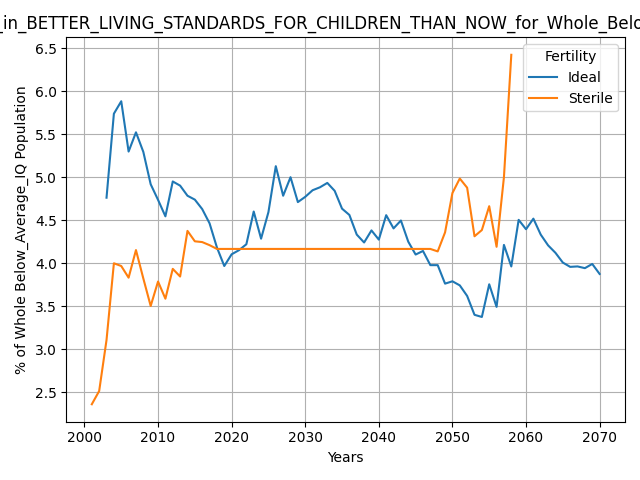 _in_BETTER_LIVING_STANDARDS_FOR_CHILDREN_THAN_NOW_for_Whole_Belo
Fertility
Ideal
Sterile
% of Whole Below_Average_IQ Population
6.5
6.0
5.5
5.0
4.5
4.0
3.5
3.0
2.5
2000 2010 2020 2030 2040 2050 2060 2070
Years